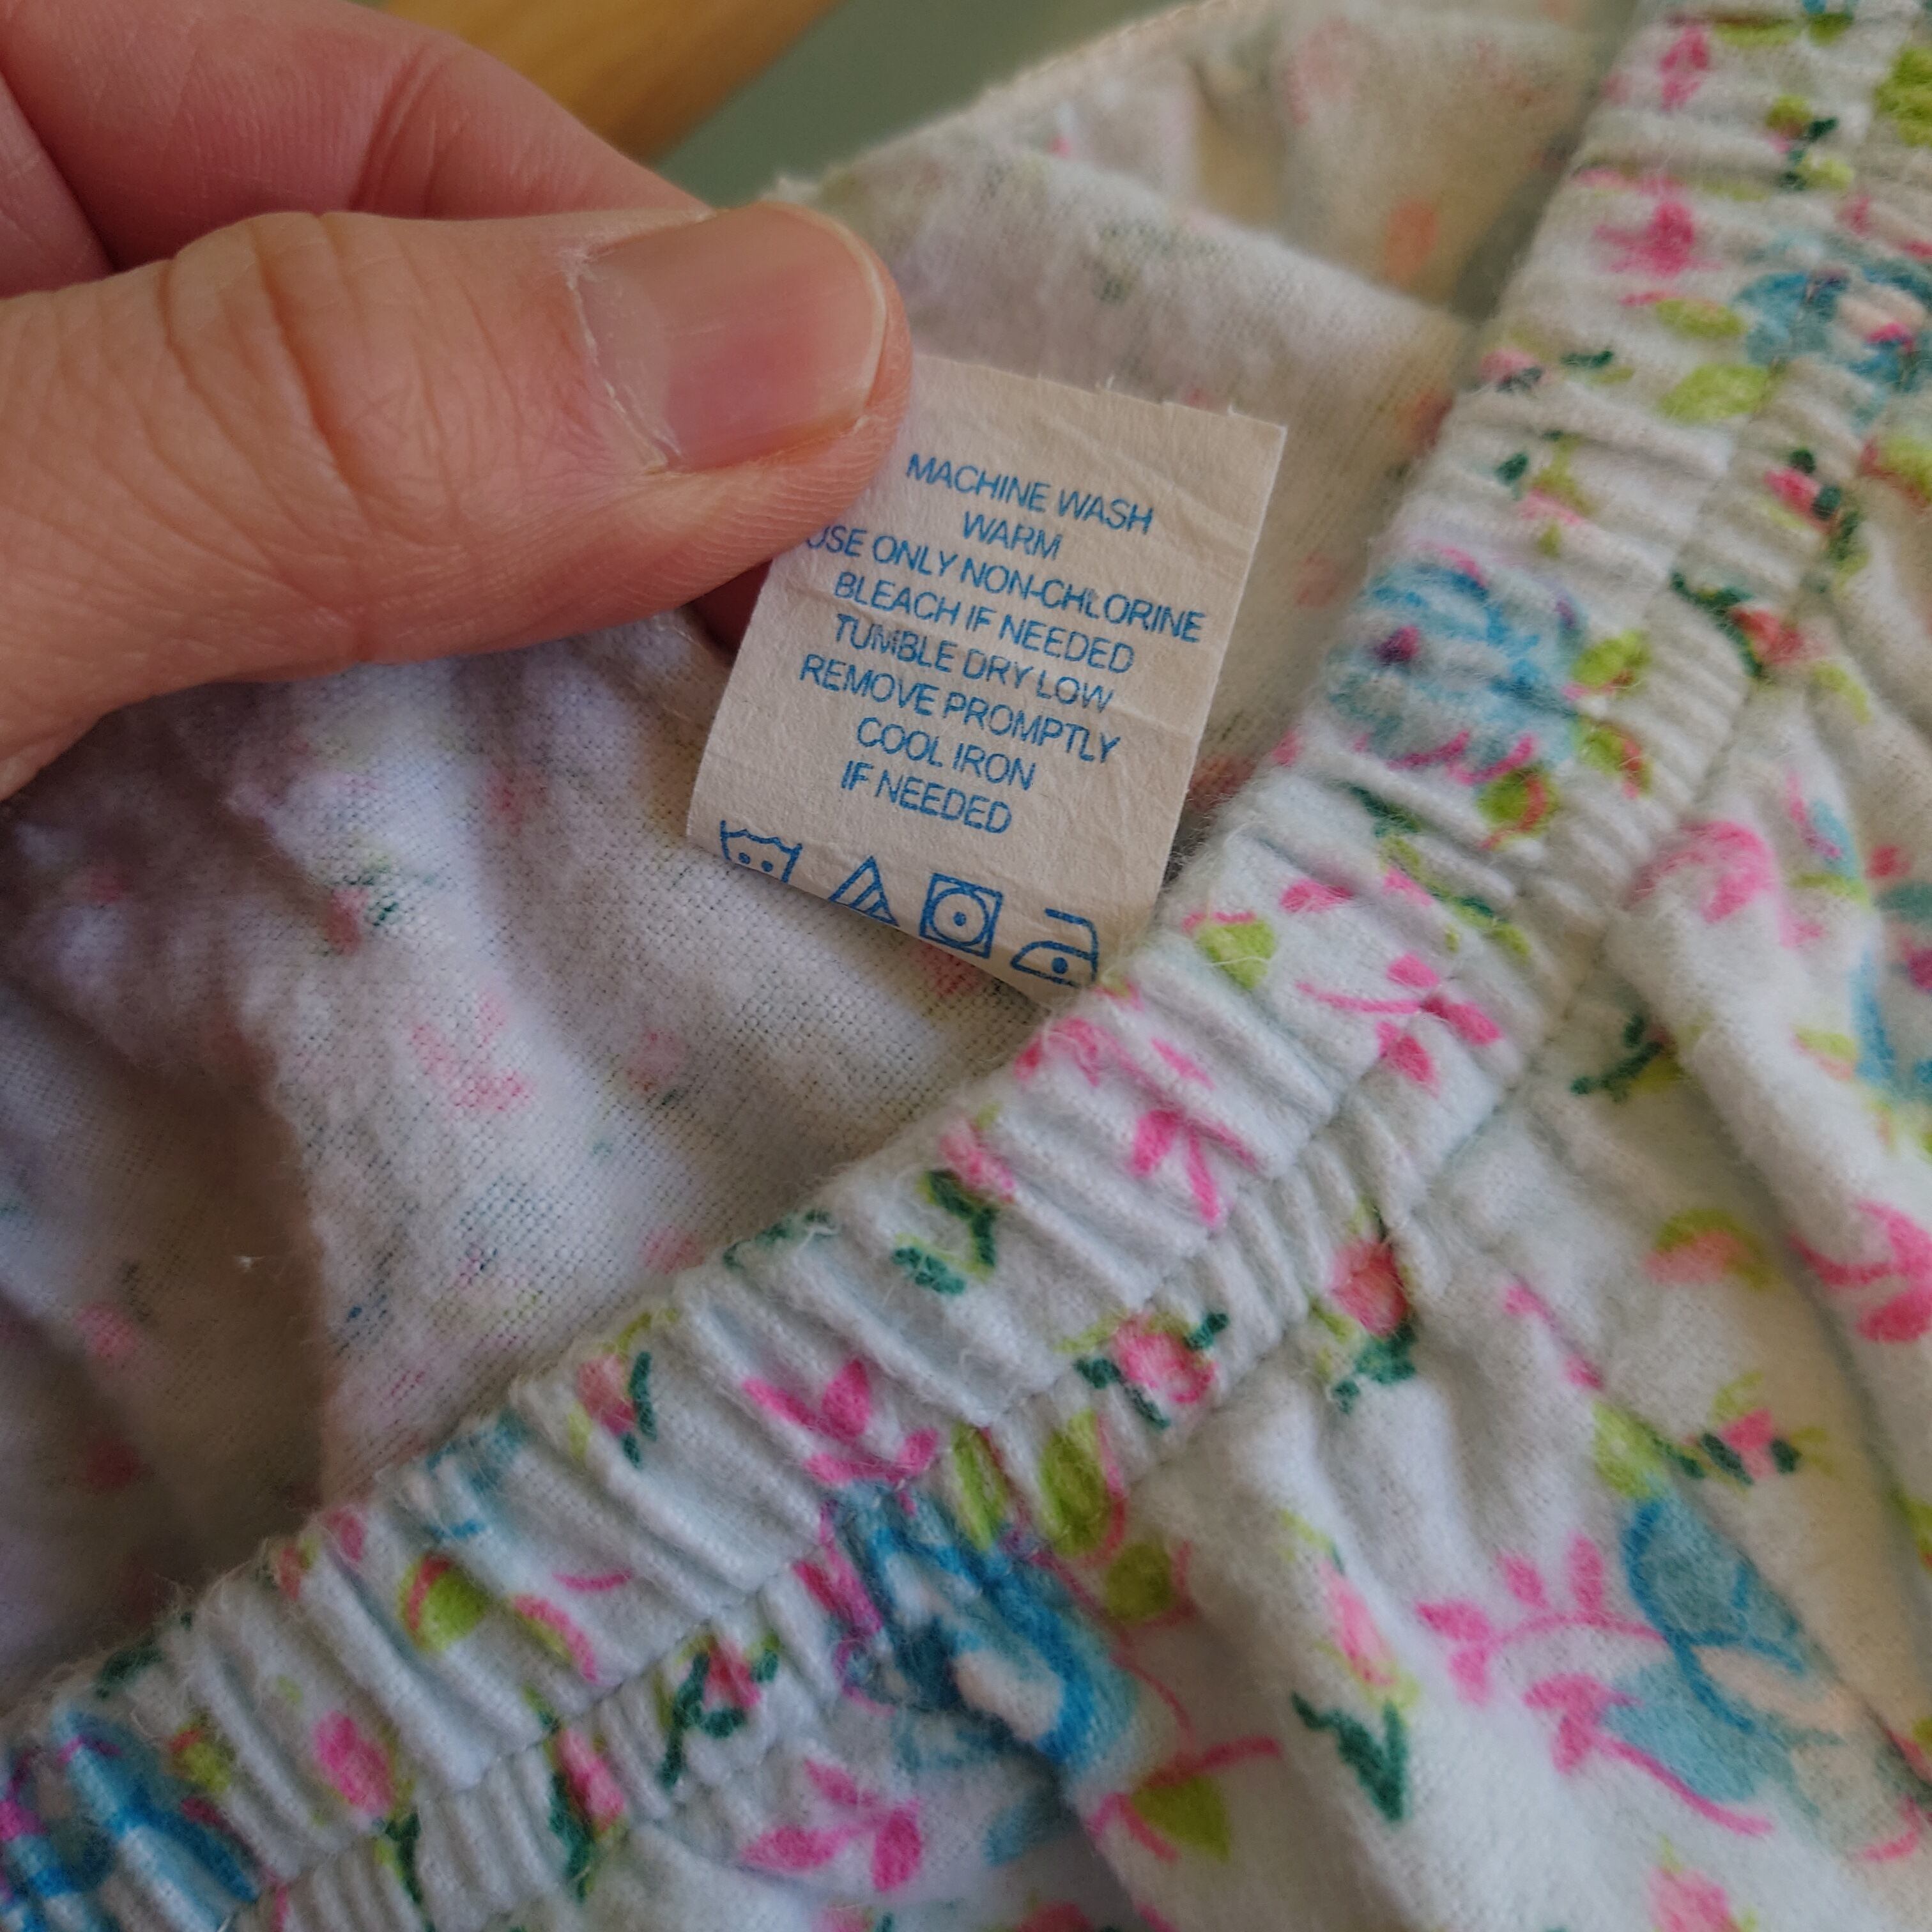 MACHINE WASH
WARM
USE ONLY NON-CHLORINE
BLEACH IF NEEDED
TUMBLE DRY LOW
REMOVE PROMPTLY
COOL IRON
IF NEEDED